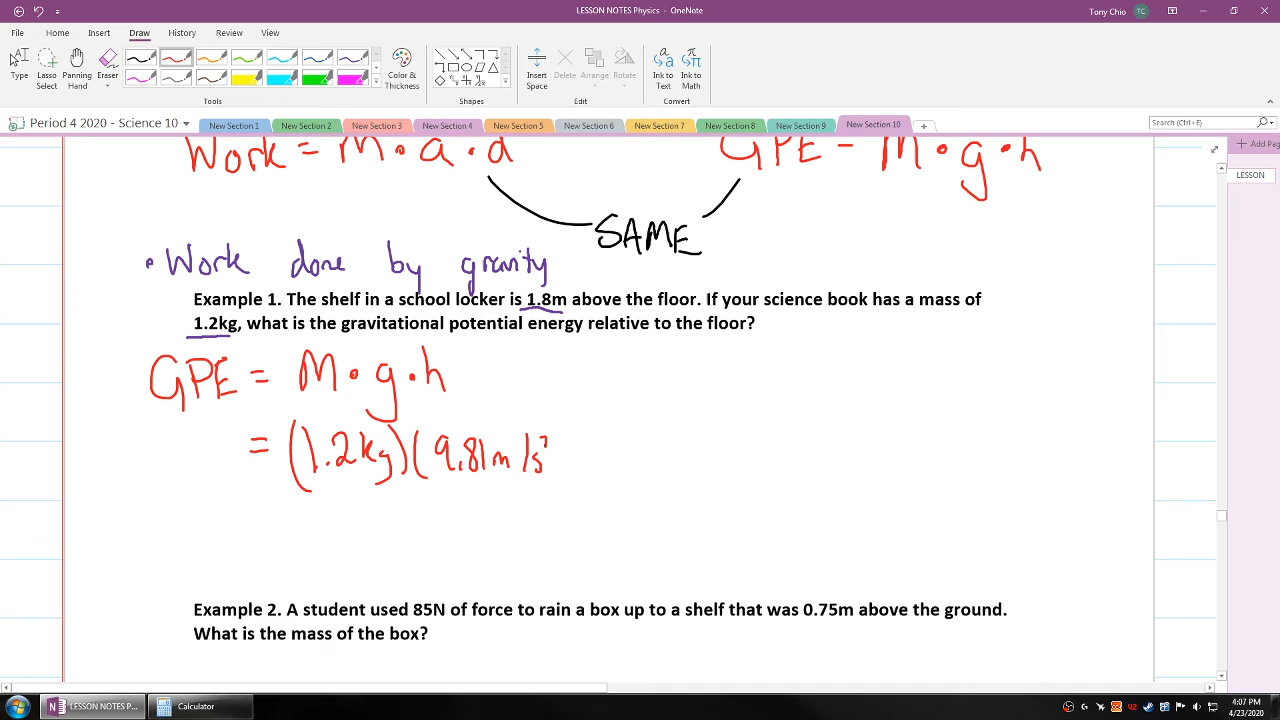 LESSON NOTES Physics - OneNote
Tony Chio TC
File Home Insert Draw History Review View
Type Lasso Select Panning Hand Eraser Color & Thickness Insert Space Delete Arrange Rotate Ink to Text Ink to Math
Tools Shapes Edit Convert
Period 4 2020 - Science 10 New Section 1 New Section 2 New Section 3 New Section 4 New Section 5 New Section 6 New Section 7 New Section 8 New Section 9 New Section 10 Search (Ctrl+E)
Add Pag
LESSON
Work = M · a · d GPE = M · g · h
SAME
• Work done by gravity
Example 1. The shelf in a school locker is 1.8m above the floor. If your science book has a mass of
1.2kg, what is the gravitational potential energy relative to the floor?
GPE = M · g · h
= (1.2kg)(9.81m/s²
Example 2. A student used 85N of force to rain a box up to a shelf that was 0.75m above the ground.
What is the mass of the box?
LESSON NOTES P... Calculator
4:07 PM
4/23/2020